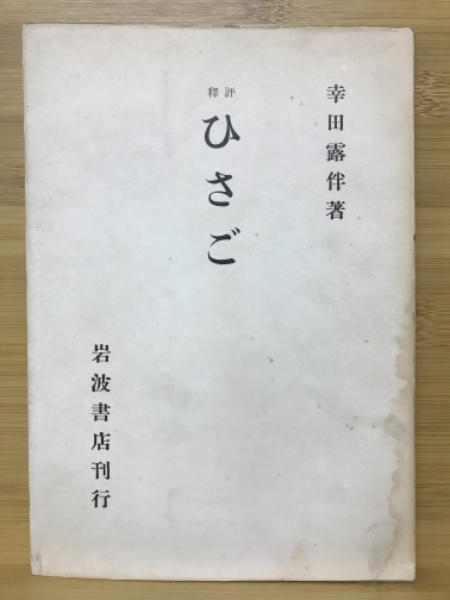 幸田露伴著
評釋
ひさご
岩波書店刊行